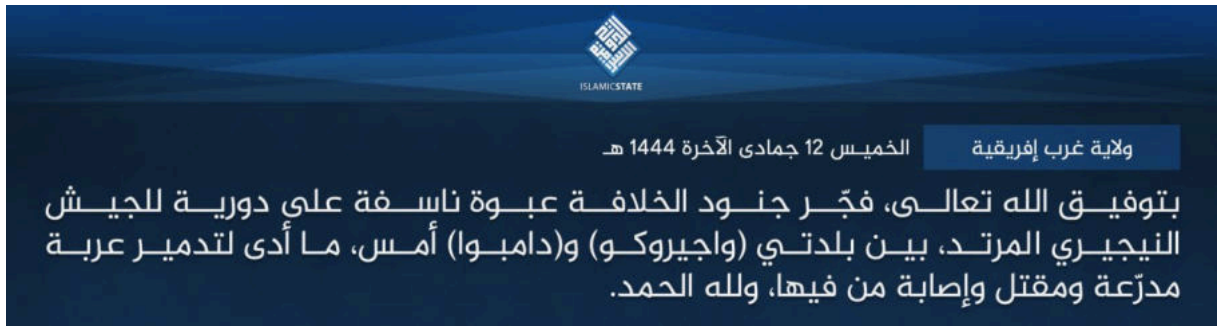 الدولة الإسلامية
ISLAMICSTATE
ولاية غرب إفريقية الخميس 12 جمادى الآخرة 1444 هـ
بتوفيق الله تعالى، فجّر جنود الخلافة عبوة ناسفة على دورية للجيش
النيجيري المرتد، بين بلدتي (واجيروكو) و(دامبوا) أمس، ما أدى لتدمير عربة
مدرّعة ومقتل وإصابة من فيها، ولله الحمد.